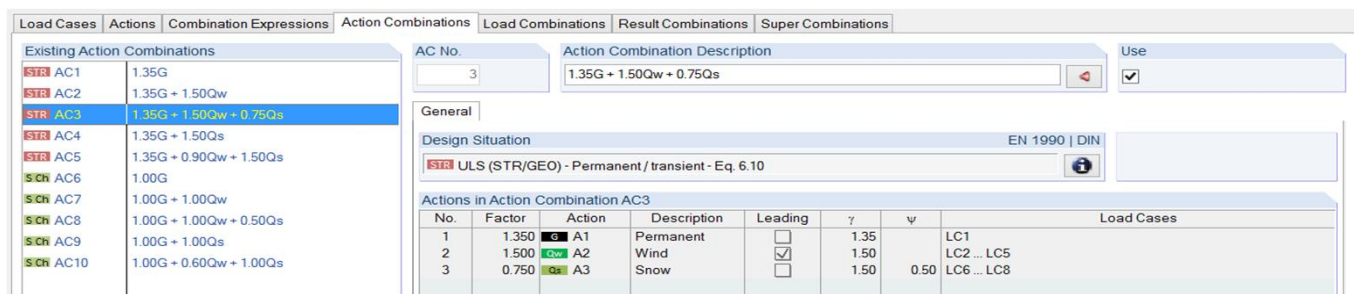 Load Cases Actions Combination Expressions Action Combinations Load Combinations Result Combinations Super Combinations
Existing Action Combinations
STR AC1 1.35G
STR AC2 1.35G + 1.50Qw
STR AC3 1.35G + 1.50Qw + 0.75Qs
STR AC4 1.35G + 1.50Qs
STR AC5 1.35G + 0.90Qw + 1.50Qs
S Ch AC6 1.00G
S Ch AC7 1.00G + 1.00Qw
S Ch AC8 1.00G + 1.00Qw + 0.50Qs
S Ch AC9 1.00G + 1.00Qs
S Ch AC10 1.00G + 0.60Qw + 1.00Qs
AC No.
3
Action Combination Description
1.35G + 1.50Qw + 0.75Qs
Use
General
Design Situation EN 1990 | DIN
STR ULS (STR/GEO) - Permanent / transient - Eq. 6.10
Actions in Action Combination AC3
No. Factor Action Description Leading γ ψ Load Cases
1 1.350 G A1 Permanent 1.35 LC1
2 1.500 Qw A2 Wind 1.50 LC2 ... LC5
3 0.750 Qs A3 Snow 1.50 0.50 LC6 ... LC8